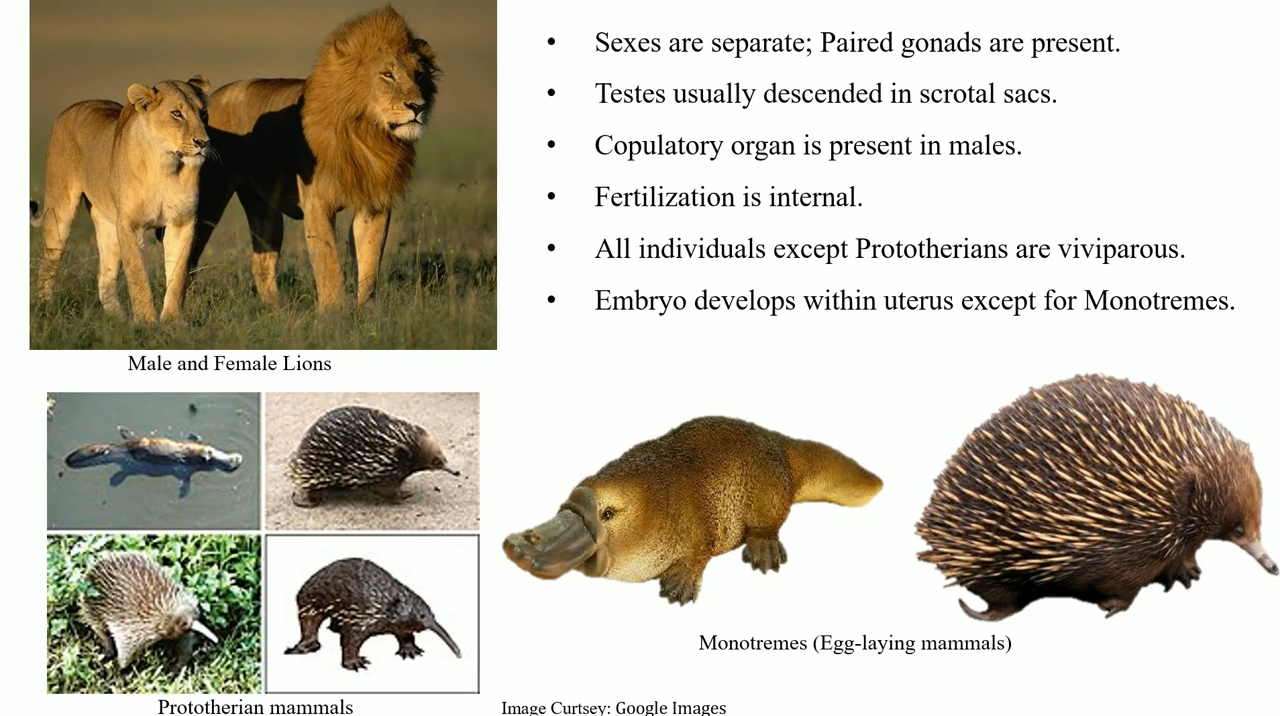 • Sexes are separate; Paired gonads are present.
• Testes usually descended in scrotal sacs.
• Copulatory organ is present in males.
• Fertilization is internal.
• All individuals except Prototherians are viviparous.
• Embryo develops within uterus except for Monotremes.
Male and Female Lions
Monotremes (Egg-laying mammals)
Prototherian mammals
Image Curtsey: Google Images